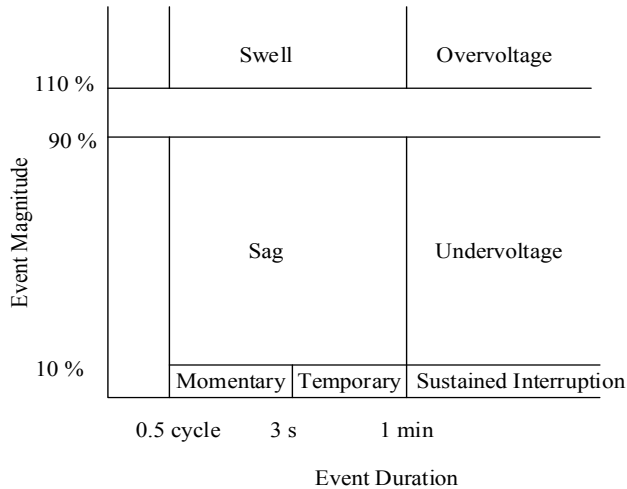 Swell Overvoltage
110 %
90 %
Event Magnitude
Sag Undervoltage
10 %
Momentary Temporary Sustained Interruption
0.5 cycle 3 s 1 min
Event Duration